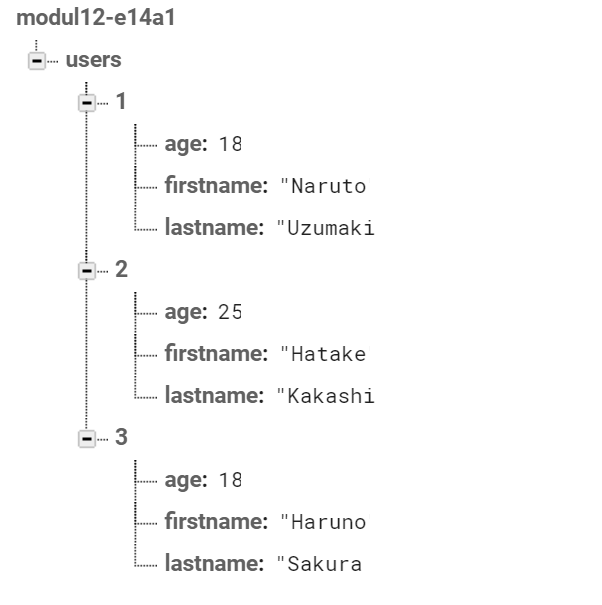 modul12-e14a1
users
1
age: 18
firstname: "Naruto
lastname: "Uzumaki
2
age: 25
firstname: "Hatake
lastname: "Kakashi
3
age: 18
firstname: "Haruno
lastname: "Sakura